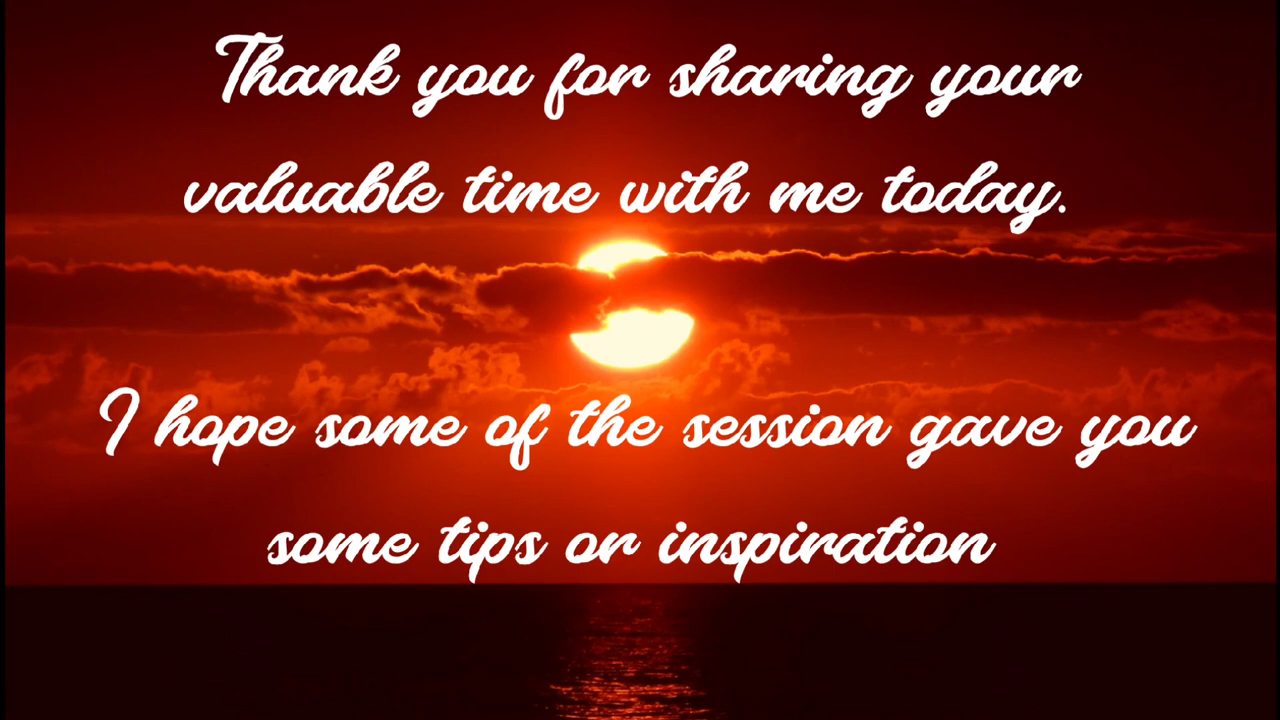 Thank you for sharing your
valuable time with me today.
I hope some of the session gave you
some tips or inspiration